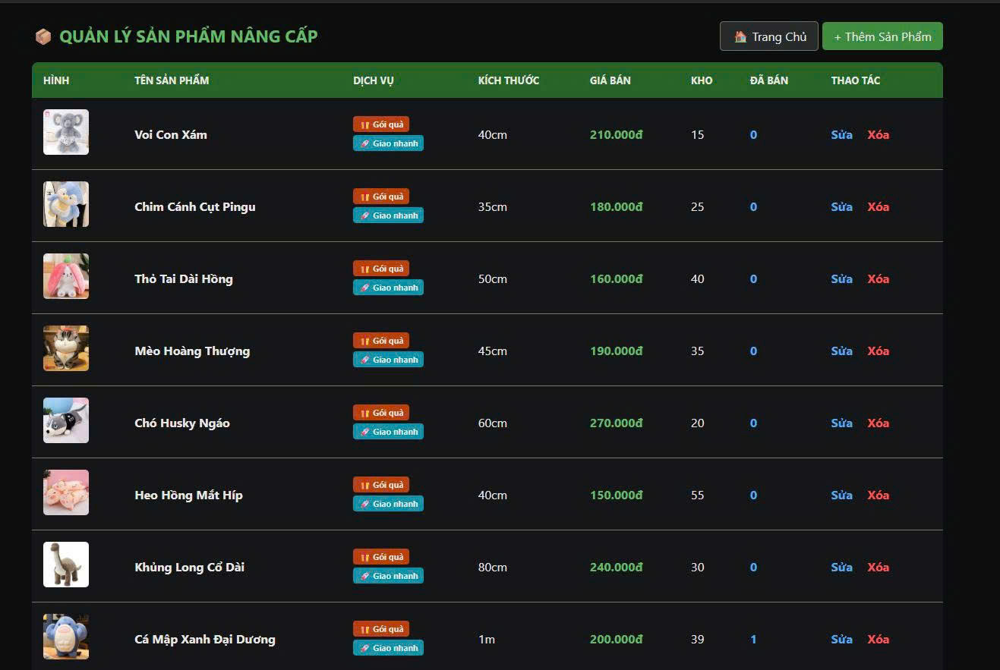 QUẢN LÝ SẢN PHẨM NÂNG CẤP
Trang Chủ
+ Thêm Sản Phẩm
HÌNH TÊN SẢN PHẨM DỊCH VỤ KÍCH THƯỚC GIÁ BÁN KHO ĐÃ BÁN THAO TÁC
Gói quà
Voi Con Xám 40cm 210.000đ 15 0 Sửa Xóa
Giao nhanh
Gói quà
Chim Cánh Cụt Pingu 35cm 180.000đ 25 0 Sửa Xóa
Giao nhanh
Gói quà
Thỏ Tai Dài Hồng 50cm 160.000đ 40 0 Sửa Xóa
Giao nhanh
Gói quà
Mèo Hoàng Thượng 45cm 190.000đ 35 0 Sửa Xóa
Giao nhanh
Gói quà
Chó Husky Ngáo 60cm 270.000đ 20 0 Sửa Xóa
Giao nhanh
Gói quà
Heo Hồng Mắt Híp 40cm 150.000đ 55 0 Sửa Xóa
Giao nhanh
Gói quà
Khủng Long Cổ Dài 80cm 240.000đ 30 0 Sửa Xóa
Giao nhanh
Gói quà
Cá Mập Xanh Đại Dương 1m 200.000đ 39 1 Sửa Xóa
Giao nhanh